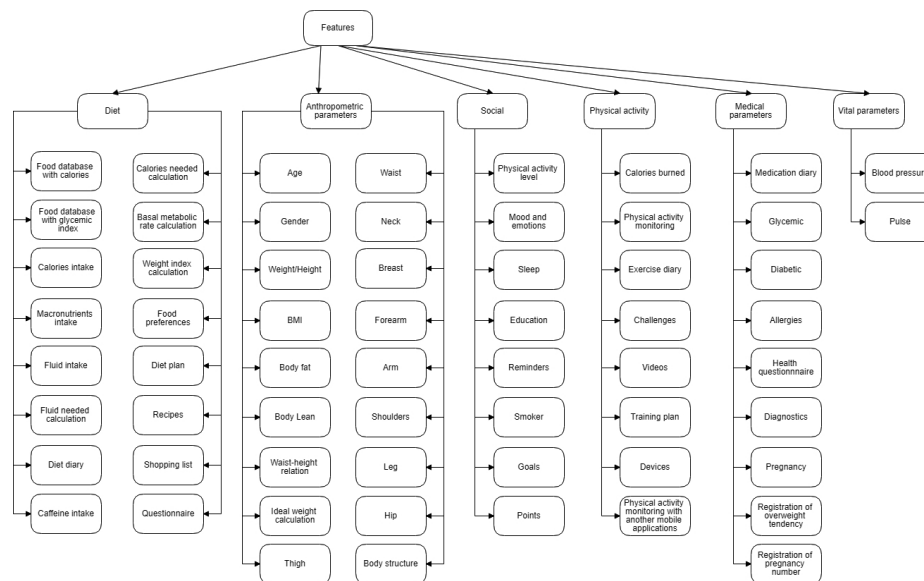 Features
Diet
Anthropometric
parameters
Social
Physical activity
Medical
parameters
Vital parameters
Food database
with calories
Food database
with glycemic
index
Calories intake
Macronutrients
intake
Fluid intake
Fluid needed
calculation
Diet diary
Caffeine intake
Calories needed
calculation
Basal metabolic
rate calculation
Weight index
calculation
Food
preferences
Diet plan
Recipes
Shopping list
Questionnaire
Age
Gender
Weight/Height
BMI
Body fat
Body Lean
Waist-height
relation
Ideal weight
calculation
Thigh
Waist
Neck
Breast
Forearm
Arm
Shoulders
Leg
Hip
Body structure
Physical activity
level
Mood and
emotions
Sleep
Education
Reminders
Smoker
Goals
Points
Calories burned
Physical activity
monitoring
Exercise diary
Challenges
Videos
Training plan
Devices
Physical activity
monitoring with
another mobile
applications
Medication diary
Glycemic
Diabetic
Allergies
Health
questionnnaire
Diagnostics
Pregnancy
Registration of
overweight
tendency
Registration of
pregnancy
number
Blood pressure
Pulse